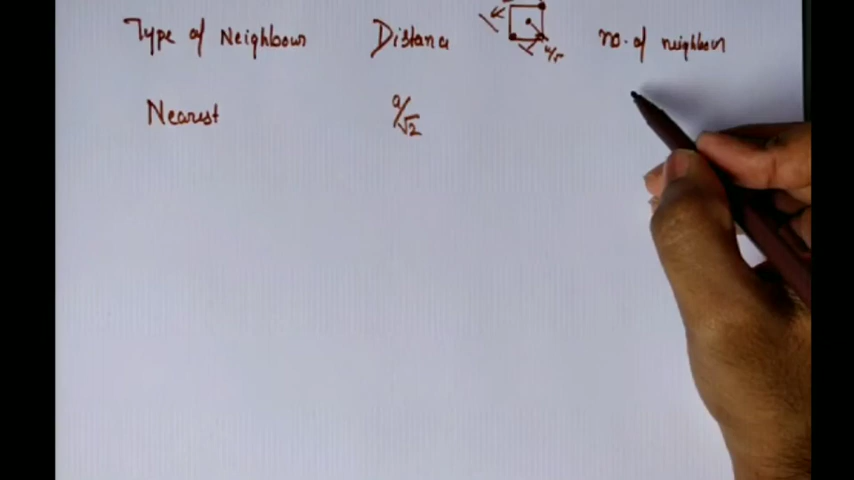 Type of Neighbour Distance no. of neighbour
Nearest a/√2